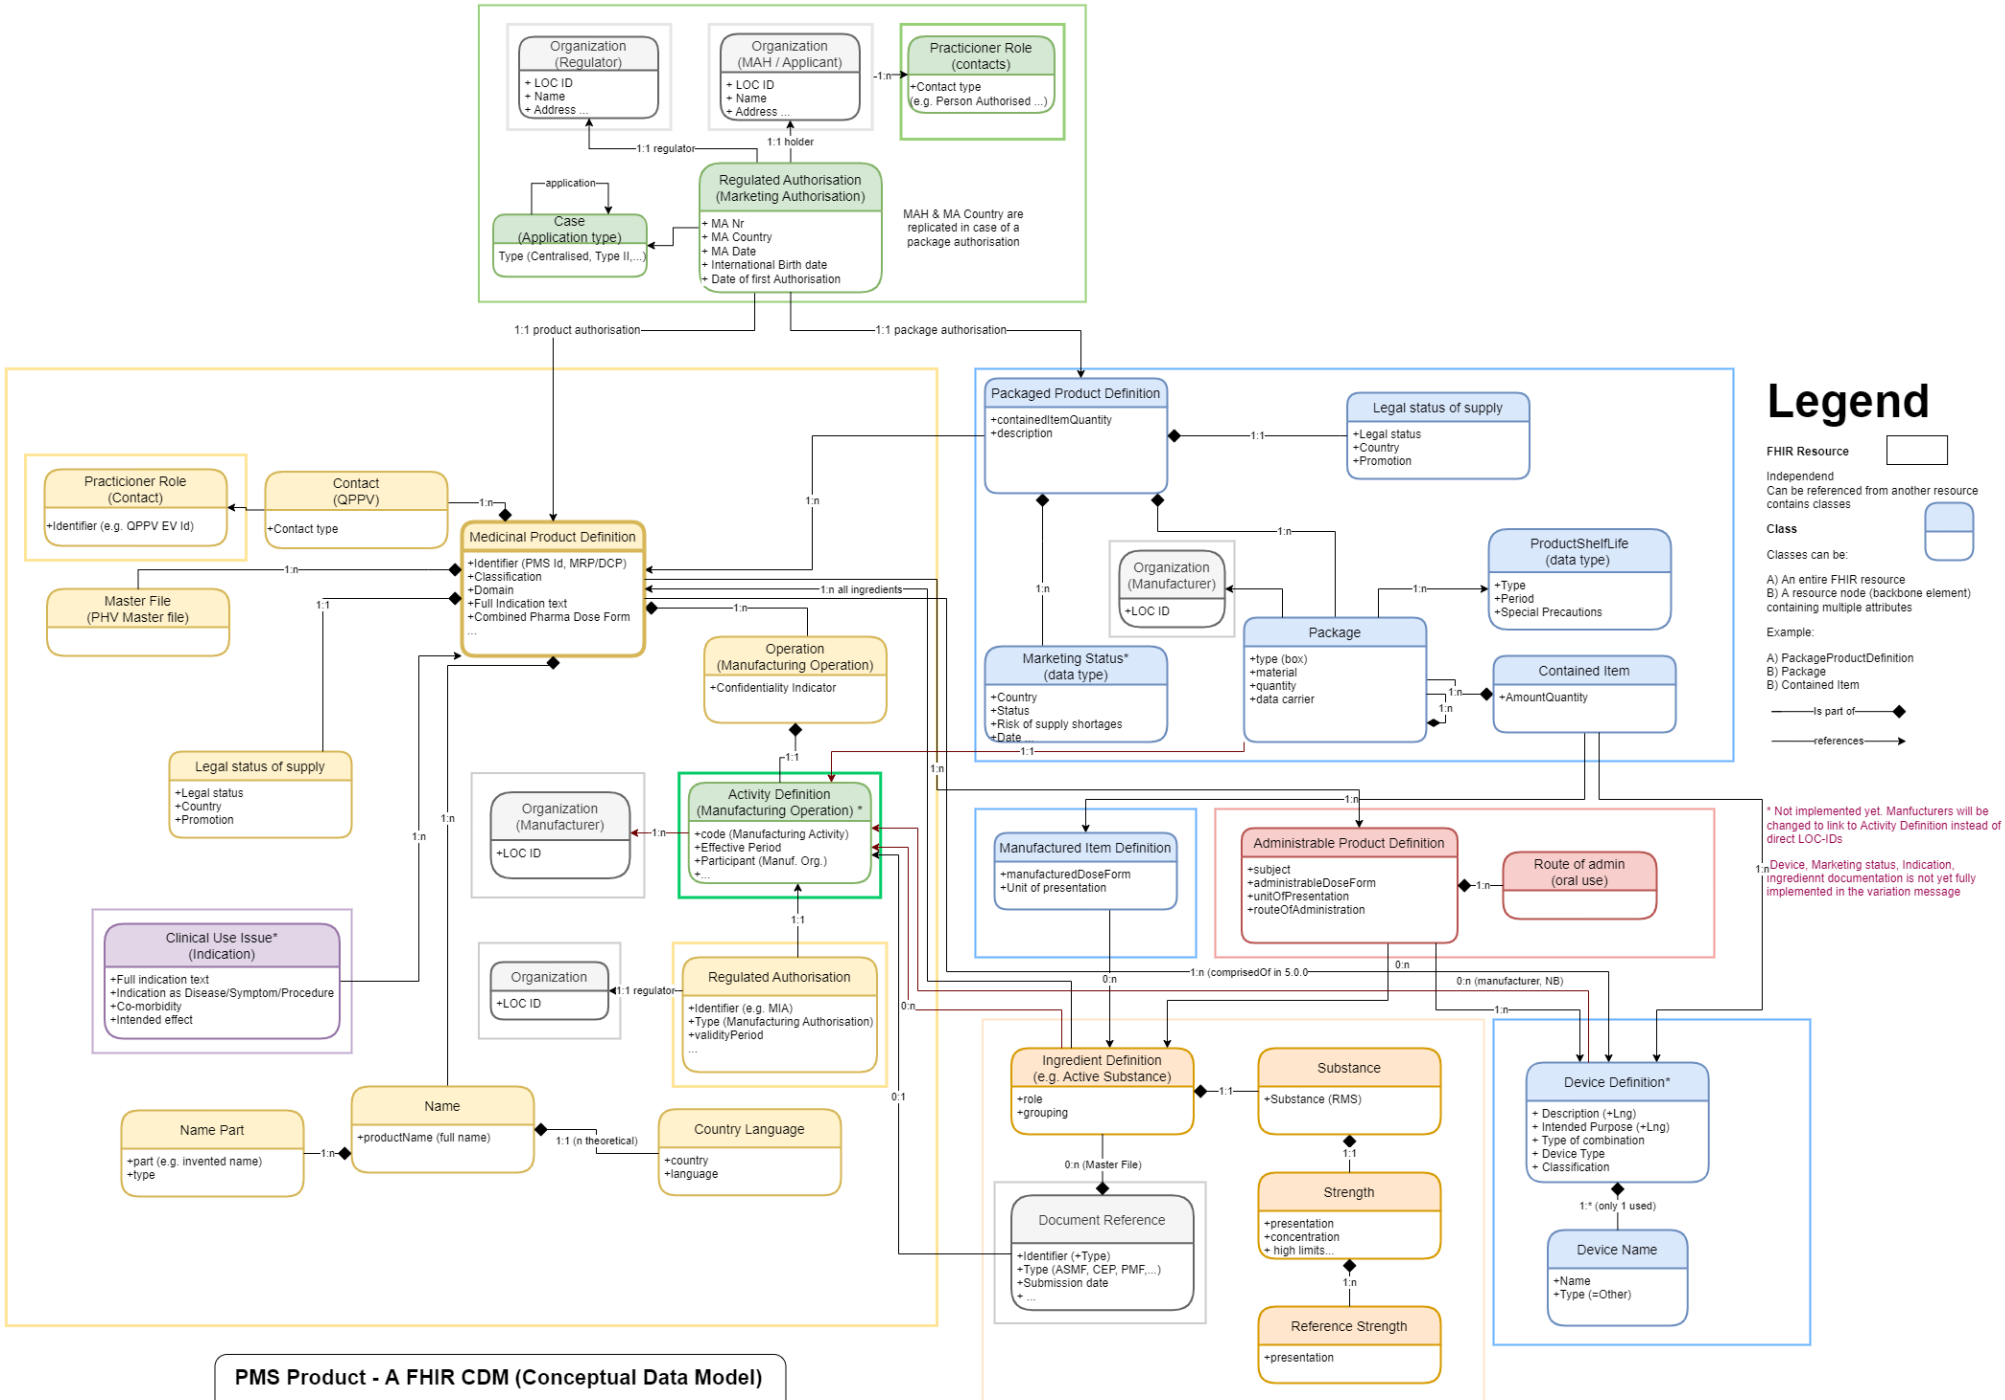 Organization
(Regulator)
+ LOC ID
+ Name
+ Address ...
Organization
(MAH / Applicant)
+ LOC ID
+ Name
+ Address ...
-1:n
Practicioner Role
(contacts)
+Contact type
(e.g. Person Authorised ...)
1:1 regulator
1:1 holder
application
Case
(Application type)
Type (Centralised, Type II,...)
Regulated Authorisation
(Marketing Authorisation)
+ MA Nr
+ MA Country
+ MA Date
+ International Birth date
+ Date of first Authorisation
MAH & MA Country are
replicated in case of a
package authorisation
1:1 product authorisation
1:1 package authorisation
Practicioner Role
(Contact)
+Identifier (e.g. QPPV EV Id)
Contact
(QPPV)
+Contact type
1:n
Medicinal Product Definition
+Identifier (PMS Id, MRP/DCP)
+Classification
+Domain
+Full Indication text
+Combined Pharma Dose Form
...
1:n
Master File
(PHV Master file)
1:1
Legal status of supply
+Legal status
+Country
+Promotion
1:n
1:n all ingredients
1:n
Operation
(Manufacturing Operation)
+Confidentiality Indicator
1:1
Activity Definition
(Manufacturing Operation) *
+code (Manufacturing Activity)
+Effective Period
+Participant (Manuf. Org.)
+...
Organization
(Manufacturer)
+LOC ID
1:n
1:1
Organization
+LOC ID
1:1 regulator
Regulated Authorisation
+Identifier (e.g. MIA)
+Type (Manufacturing Authorisation)
+validityPeriod
...
1:n
1:n
Clinical Use Issue*
(Indication)
+Full indication text
+Indication as Disease/Symptom/Procedure
+Co-morbidity
+Intended effect
Name
+productName (full name)
Name Part
+part (e.g. invented name)
+type
1:n
1:1 (n theoretical)
Country Language
+country
+language
0:1
0:n
Packaged Product Definition
+containedItemQuantity
+description
1:1
Legal status of supply
+Legal status
+Country
+Promotion
1:n
1:n
Organization
(Manufacturer)
+LOC ID
ProductShelfLife
(data type)
+Type
+Period
+Special Precautions
1:n
Marketing Status*
(data type)
+Country
+Status
+Risk of supply shortages
+Date ...
Package
+type (box)
+material
+quantity
+data carrier
1:n
1:n
Contained Item
+AmountQuantity
1:1
1:n
1:n
1:n
Manufactured Item Definition
+manufacturedDoseForm
+Unit of presentation
Administrable Product Definition
+subject
+administrableDoseForm
+unitOfPresentation
+routeOfAdministration
1:n
Route of admin
(oral use)
0:n
0:n
1:n (comprisedOf in 5.0.0
0:n (manufacturer, NB)
1:n
Ingredient Definition
(e.g. Active Substance)
+role
+grouping
1:1
Substance
+Substance (RMS)
1:1
Strength
+presentation
+concentration
+ high limits...
1:n
Reference Strength
+presentation
0:n (Master File)
Document Reference
+Identifier (+Type)
+Type (ASMF, CEP, PMF,...)
+Submission date
+ ...
Device Definition*
+ Description (+Lng)
+ Intended Purpose (+Lng)
+ Type of combination
+ Device Type
+ Classification
1:* (only 1 used)
Device Name
+Name
+Type (=Other)
Legend
FHIR Resource
Independend
Can be referenced from another resource
contains classes
Class
Classes can be:
A) An entire FHIR resource
B) A resource node (backbone element)
containing multiple attributes
Example:
A) PackageProductDefinition
B) Package
B) Contained Item
Is part of
references
* Not implemented yet. Manfucturers will be
changed to link to Activity Definition instead of
direct LOC-IDs
Device, Marketing status, Indication,
ingrediennt documentation is not yet fully
implemented in the variation message
PMS Product - A FHIR CDM (Conceptual Data Model)